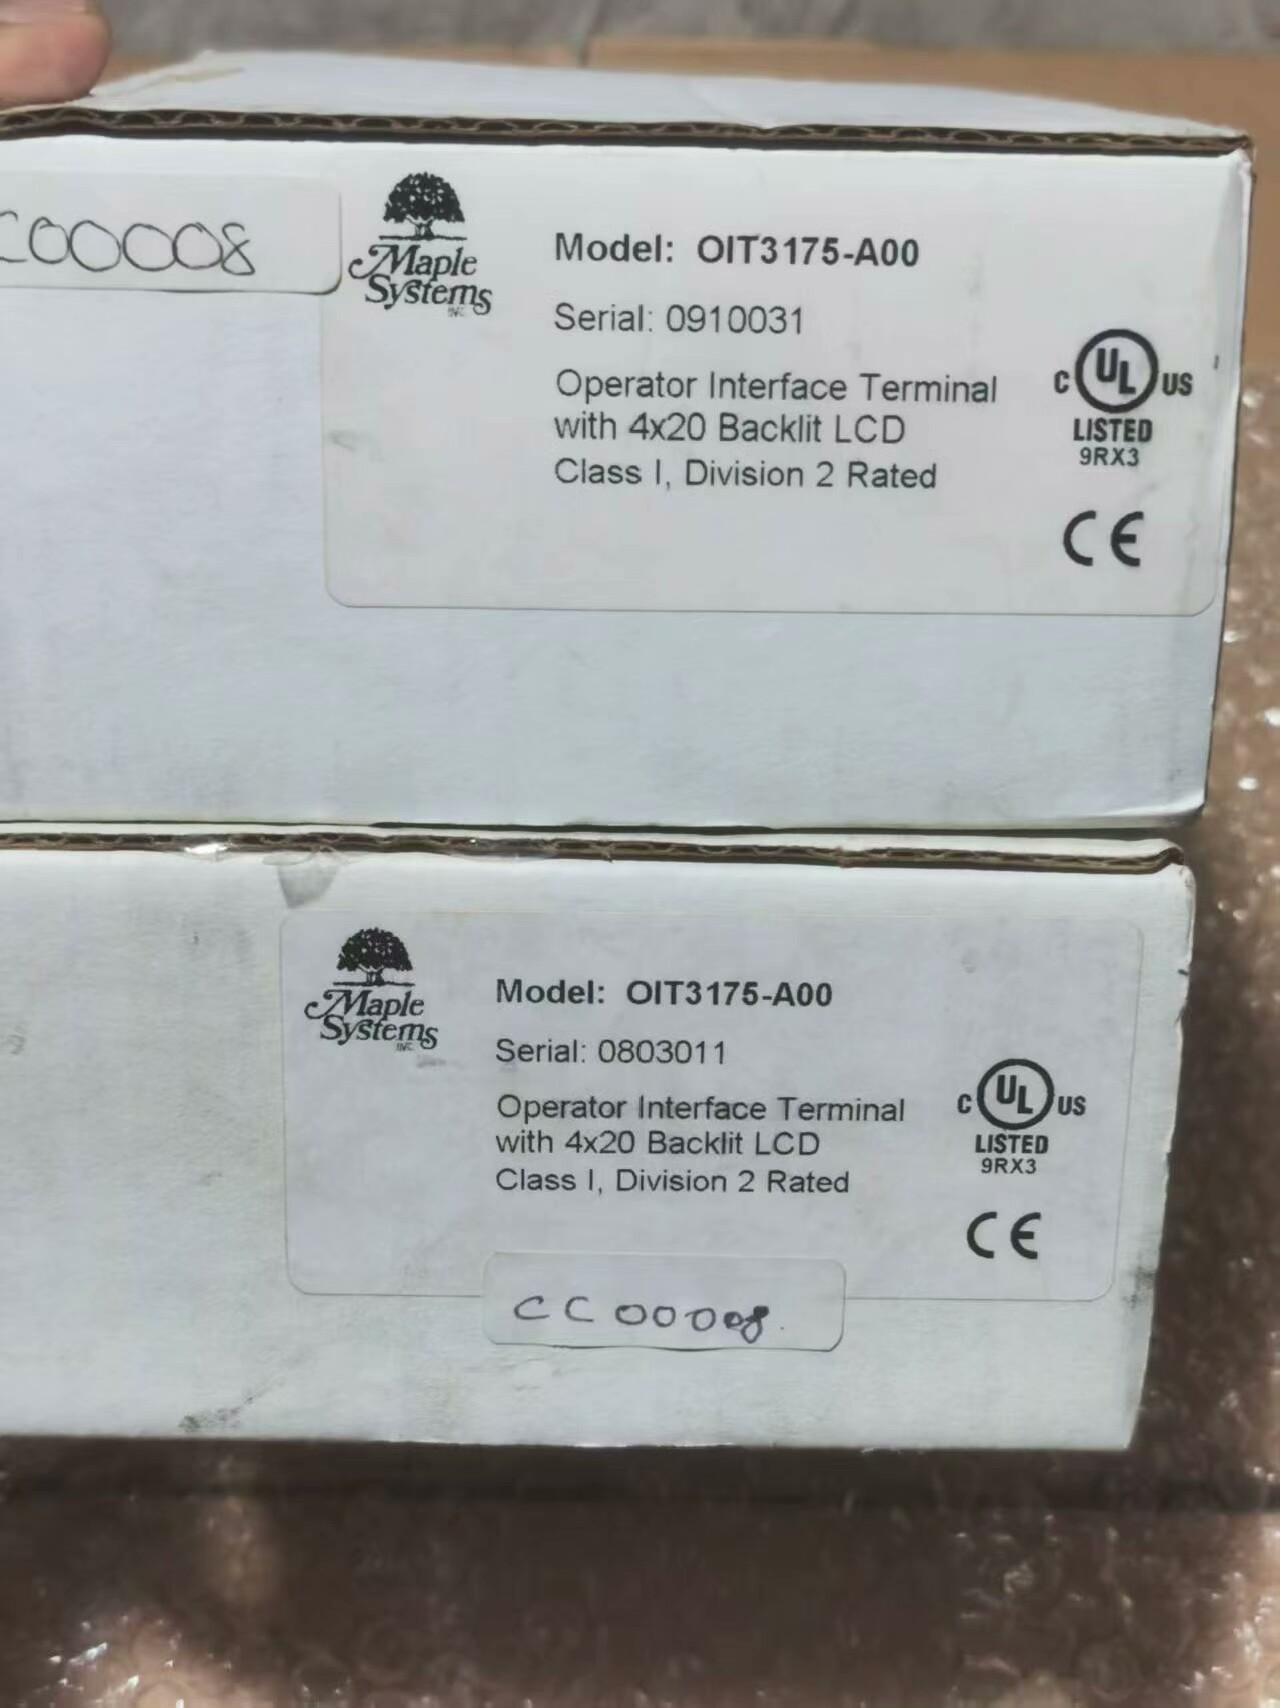 C00008
Maple
Systems
INC.
Model: OIT3175-A00
Serial: 0910031
Operator Interface Terminal
with 4x20 Backlit LCD
Class I, Division 2 Rated
C UL US
LISTED
9RX3
CE
Maple
Systems
INC.
Model: OIT3175-A00
Serial: 0803011
Operator Interface Terminal
with 4x20 Backlit LCD
Class I, Division 2 Rated
C UL US
LISTED
9RX3
CE
CC00008.